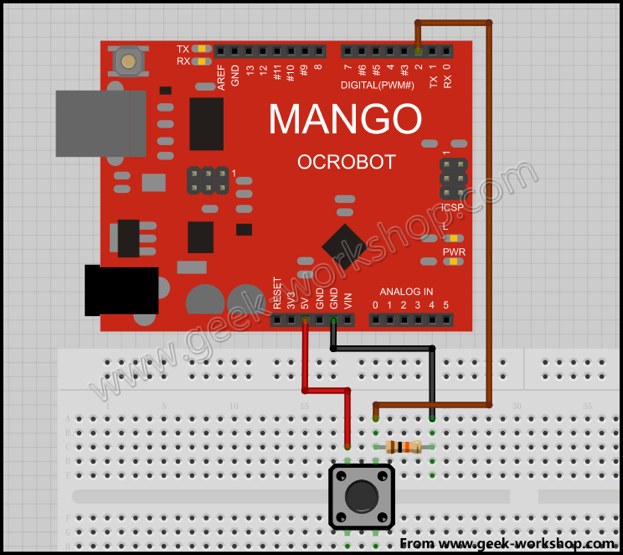 TX
RX
AREF
GND
13
12
#11
#10
#9
8
7
#6
#5
4
#3
2
TX 1
RX 0
DIGITAL(PWM#)
MANGO
OCROBOT
1
1
ICSP
L
PWR
RESET
3V3
5V
GND
GND
VIN
ANALOG IN
0 1 2 3 4 5
www.geek-workshop.com
From www.geek-workshop.com